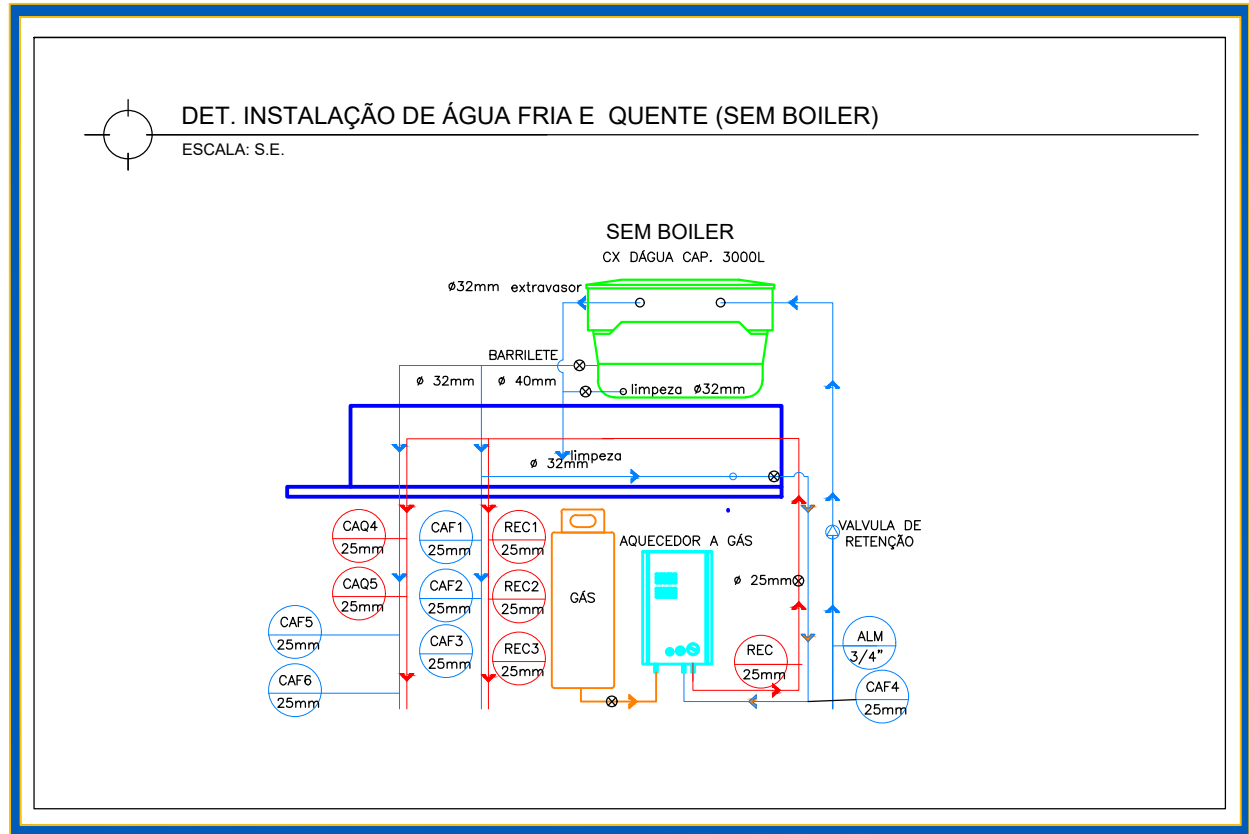 DET. INSTALAÇÃO DE ÁGUA FRIA E QUENTE (SEM BOILER)
ESCALA: S.E.
SEM BOILER
CX DÁGUA CAP. 3000L
ø32mm extravasor
BARRILETE
ø 32mm
ø 40mm
limpeza ø32mm
limpeza
ø 32mm
CAQ4
25mm
CAF1
25mm
REC1
25mm
VALVULA DE
RETENÇÃO
AQUECEDOR A GÁS
ø 25mm
CAQ5
25mm
CAF2
25mm
REC2
25mm
GÁS
CAF5
25mm
CAF3
25mm
REC3
25mm
REC
25mm
ALM
3/4"
CAF6
25mm
CAF4
25mm